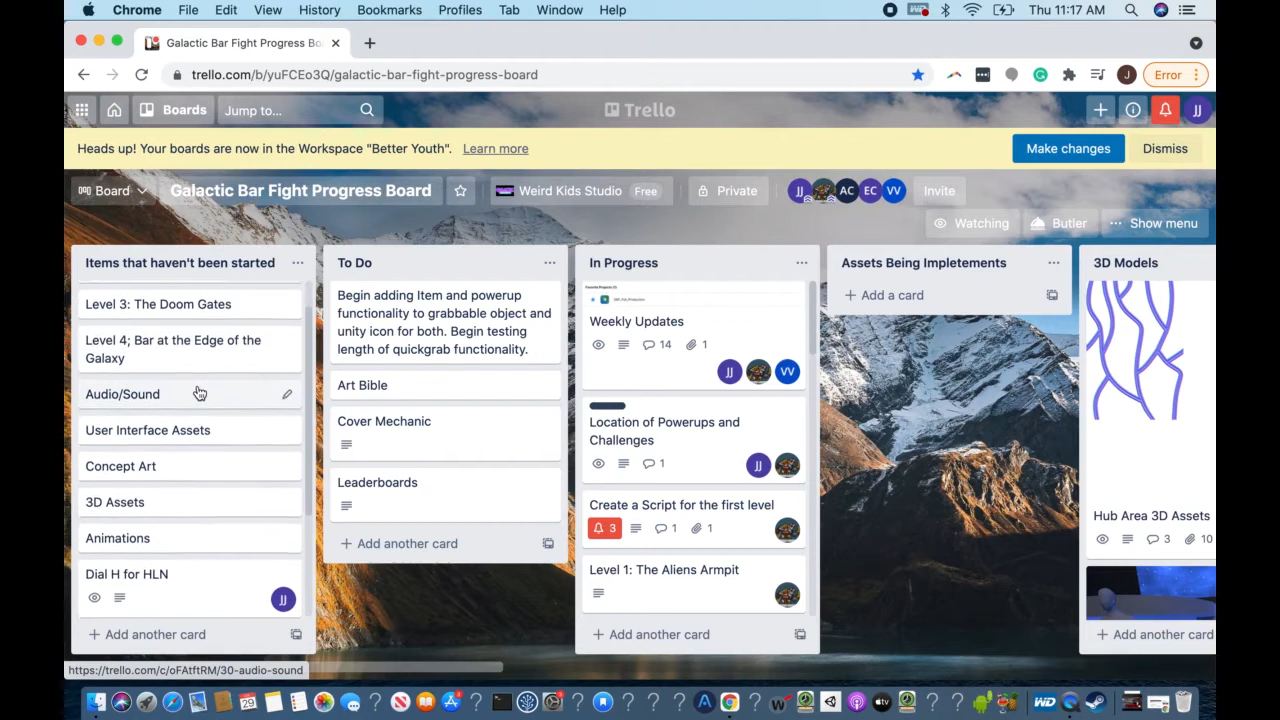 Chrome File Edit View History Bookmarks Profiles Tab Window Help Thu 11:17 AM
Galactic Bar Fight Progress Bo
trello.com/b/yuFCEo3Q/galactic-bar-fight-progress-board
J
Error
Boards
Jump to...
Trello
JJ
Heads up! Your boards are now in the Workspace "Better Youth". Learn more
Make changes
Dismiss
Board
Galactic Bar Fight Progress Board
Weird Kids Studio Free
Private
JJ AC EC VV
Invite
Watching
Butler
Show menu
Items that haven't been started
Level 3: The Doom Gates
Level 4; Bar at the Edge of the
Galaxy
Audio/Sound
User Interface Assets
Concept Art
3D Assets
Animations
Dial H for HLN
JJ
+ Add another card
To Do
Begin adding Item and powerup
functionality to grabbable object and
unity icon for both. Begin testing
length of quickgrab functionality.
Art Bible
Cover Mechanic
Leaderboards
+ Add another card
In Progress
Weekly Updates
14 1
JJ VV
Location of Powerups and
Challenges
1
JJ
Create a Script for the first level
3 1 1
Level 1: The Aliens Armpit
+ Add another card
Assets Being Impletements
+ Add a card
3D Models
Hub Area 3D Assets
3 10
+ Add another card
https://trello.com/c/oFAtftRM/30-audio-sound